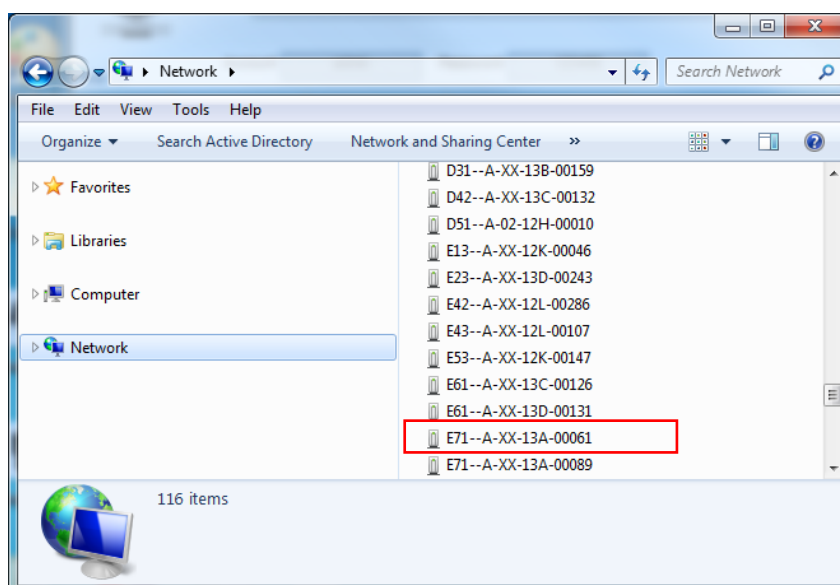 Network
Search Network
File Edit View Tools Help
Organize Search Active Directory Network and Sharing Center »
Favorites
Libraries
Computer
Network
D31--A-XX-13B-00159
D42--A-XX-13C-00132
D51--A-02-12H-00010
E13--A-XX-12K-00046
E23--A-XX-13D-00243
E42--A-XX-12L-00286
E43--A-XX-12L-00107
E53--A-XX-12K-00147
E61--A-XX-13C-00126
E61--A-XX-13D-00131
E71--A-XX-13A-00061
E71--A-XX-13A-00089
116 items